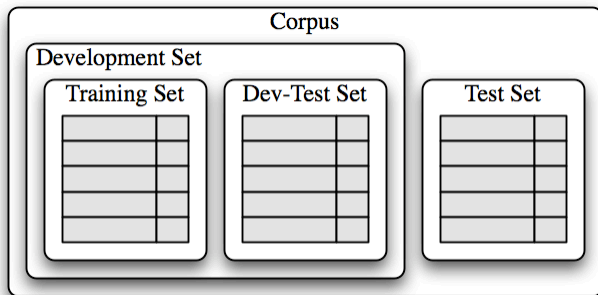 Corpus
Development Set
Training Set
Dev-Test Set
Test Set